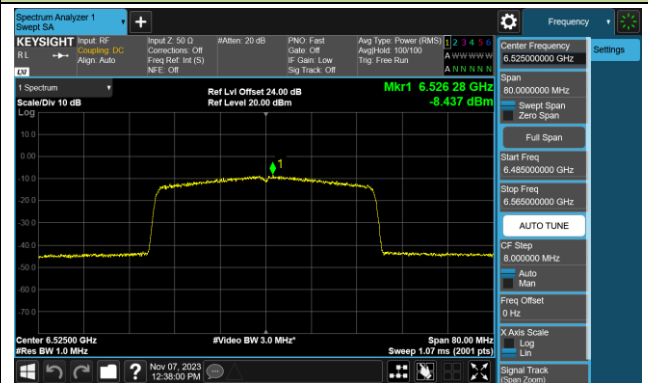 Spectrum Analyzer 1
Swept SA
Frequency
KEYSIGHT
Input: RF
Input Z: 50 Ω
#Atten: 20 dB
PNO: Fast
Avg Type: Power (RMS)
1 2 3 4 5 6
RL
Coupling: DC
Corrections: Off
Gate: Off
Avg|Hold: 100/100
A W W W W W
Align: Auto
Freq Ref: Int (S)
IF Gain: Low
Trig: Free Run
LXI
NFE: Off
Sig Track: Off
A N N N N N
Center Frequency
6.525000000 GHz
Settings
Span
80.0000000 MHz
Swept Span
Zero Span
Full Span
Start Freq
6.485000000 GHz
Stop Freq
6.565000000 GHz
AUTO TUNE
CF Step
8.000000 MHz
Auto
Man
Freq Offset
0 Hz
X Axis Scale
Log
Lin
Signal Track
(Span Zoom)
1 Spectrum
Ref Lvl Offset 24.00 dB
Mkr1 6.526 28 GHz
Scale/Div 10 dB
Ref Level 20.00 dBm
-8.437 dBm
Log
10.0
0.00
1
-10.0
-20.0
-30.0
-40.0
-50.0
-60.0
-70.0
Center 6.52500 GHz
#Video BW 3.0 MHz*
Span 80.00 MHz
#Res BW 1.0 MHz
Sweep 1.07 ms (2001 pts)
?
Nov 07, 2023
12:38:00 PM